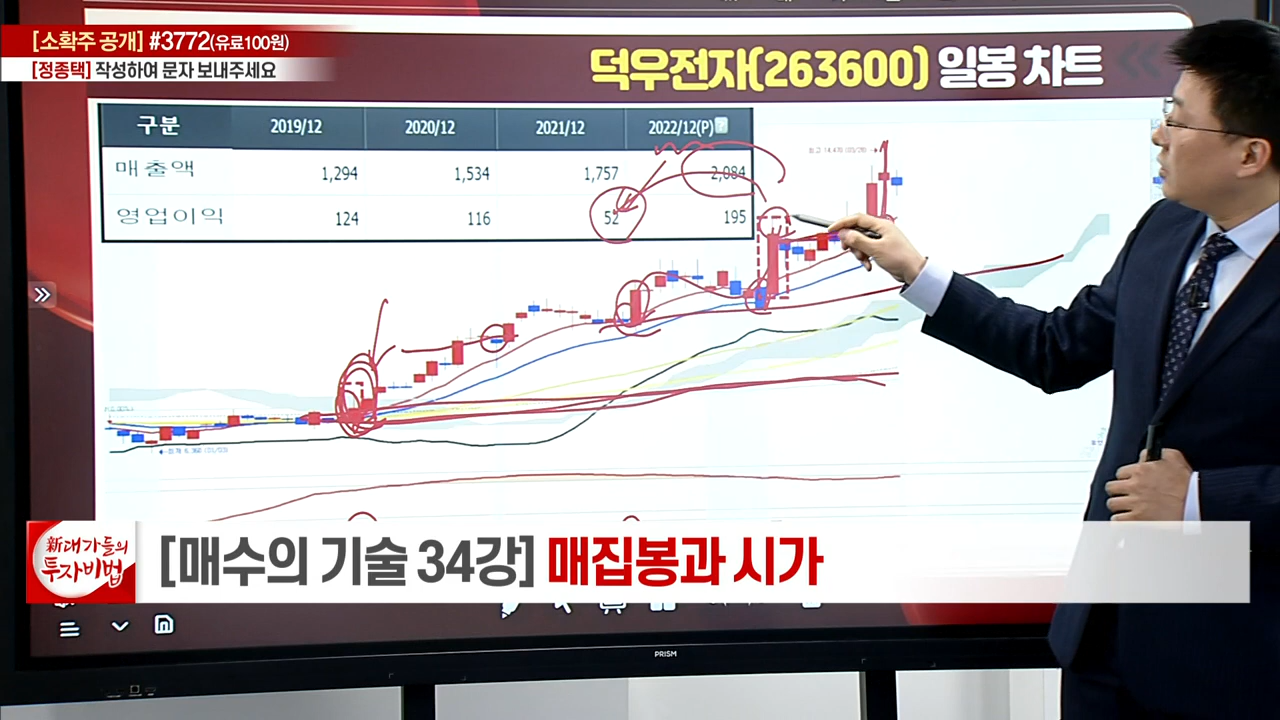 [소확주 공개] #3772(유료100원)
[정종택] 작성하여 문자 보내주세요
덕우전자(263600) 일봉 차트
구분 2019/12 2020/12 2021/12 2022/12(P)?
매출액 1,294 1,534 1,757 2,084
영업이익 124 116 52 195
新대가들의
투자비법
[매수의 기술 34강] 매집봉과 시가
PRISM